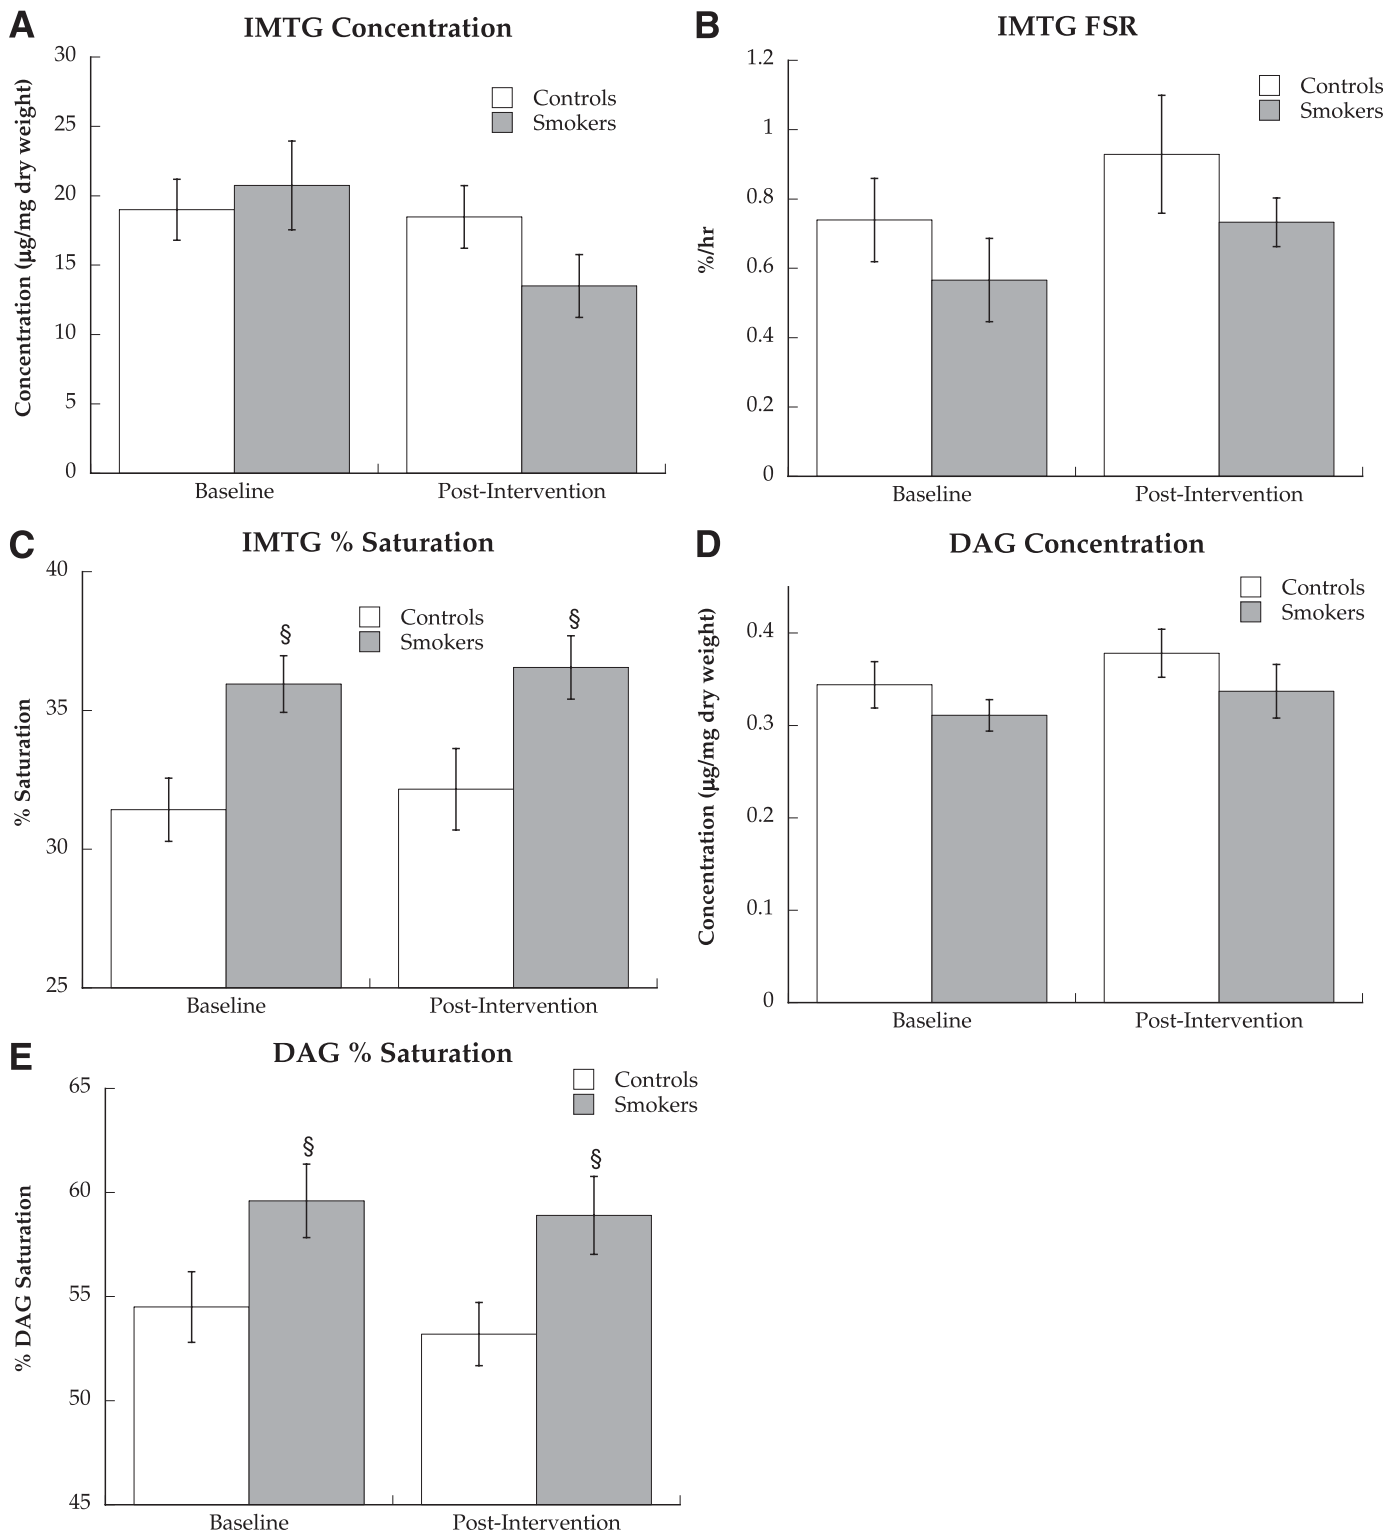 A
IMTG Concentration
Concentration (µg/mg dry weight)
30
25
20
15
10
5
0
Controls
Smokers
Baseline
Post-Intervention
B
IMTG FSR
%/hr
1.2
1
0.8
0.6
0.4
0.2
0
Controls
Smokers
Baseline
Post-Intervention
C
IMTG % Saturation
% Saturation
40
35
30
25
Controls
Smokers
§
§
Baseline
Post-Intervention
D
DAG Concentration
Concentration (µg/mg dry weight)
0.4
0.3
0.2
0.1
0
Controls
Smokers
Baseline
Post-Intervention
E
DAG % Saturation
% DAG Saturation
65
60
55
50
45
Controls
Smokers
§
§
Baseline
Post-Intervention